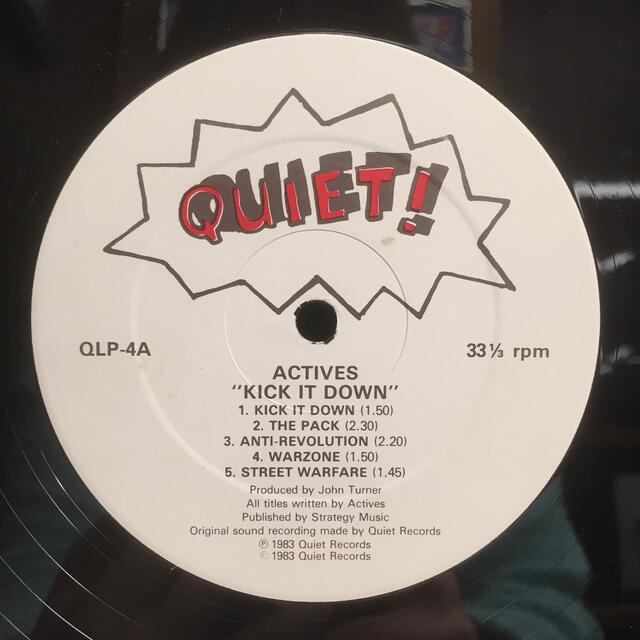 QUIET!
QLP-4A
33 ⅓ rpm
ACTIVES
"KICK IT DOWN"
1. KICK IT DOWN (1.50)
2. THE PACK (2.30)
3. ANTI-REVOLUTION (2.20)
4. WARZONE (1.50)
5. STREET WARFARE (1.45)
Produced by John Turner
All titles written by Actives
Published by Strategy Music
Original sound recording made by Quiet Records
℗ 1983 Quiet Records
© 1983 Quiet Records